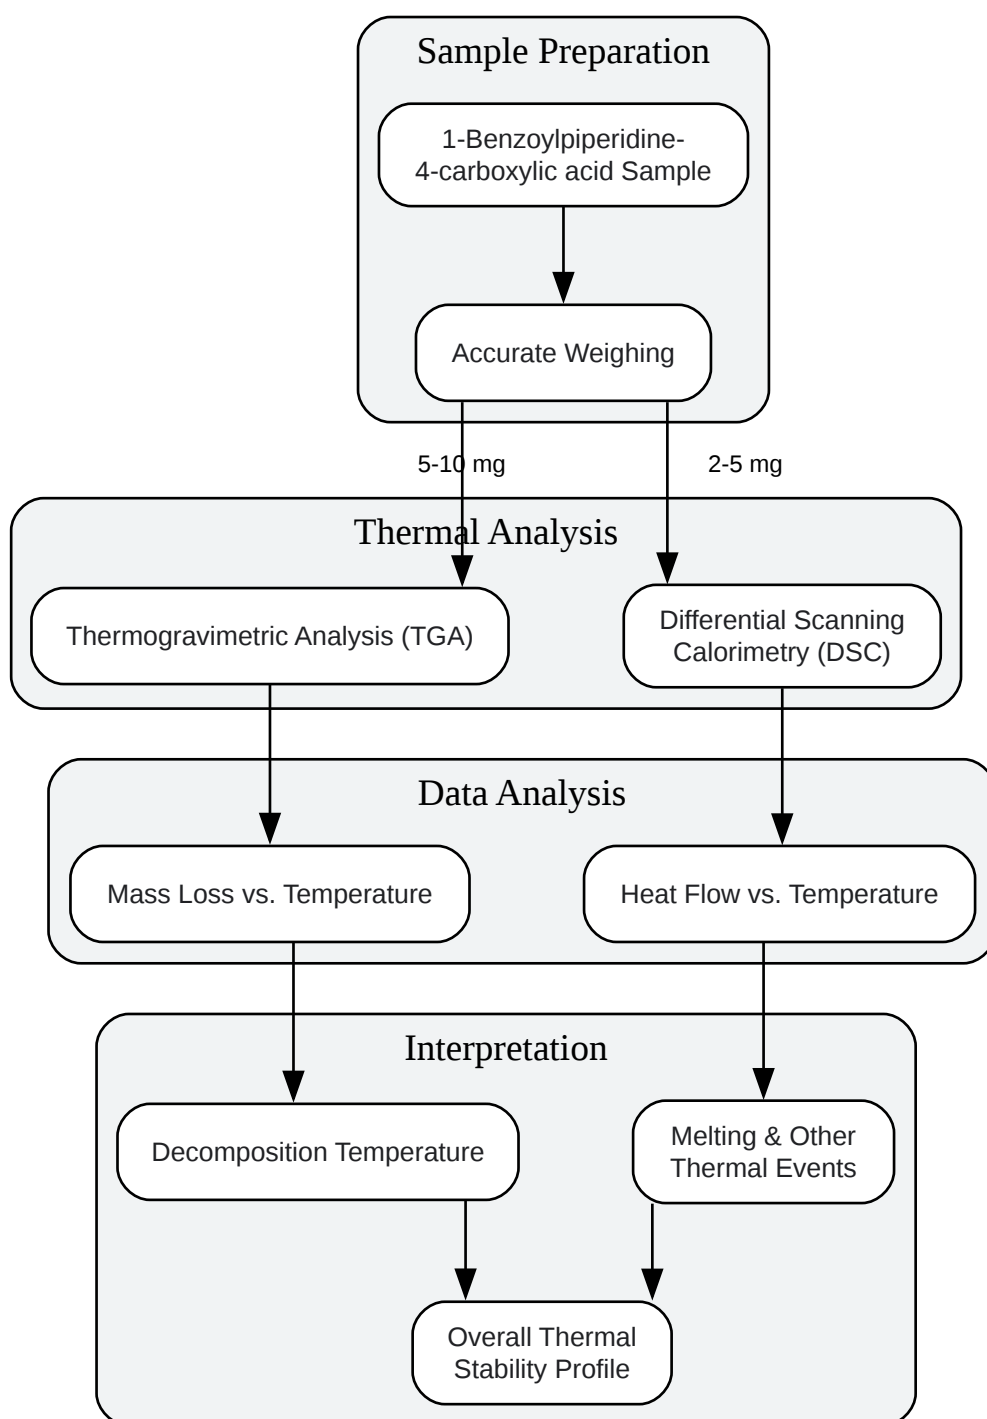 Sample Preparation
1-Benzoylpiperidine-
4-carboxylic acid Sample
Accurate Weighing
5-10 mg
2-5 mg
Thermal Analysis
Thermogravimetric Analysis (TGA)
Differential Scanning
Calorimetry (DSC)
Data Analysis
Mass Loss vs. Temperature
Heat Flow vs. Temperature
Interpretation
Decomposition Temperature
Melting & Other
Thermal Events
Overall Thermal
Stability Profile